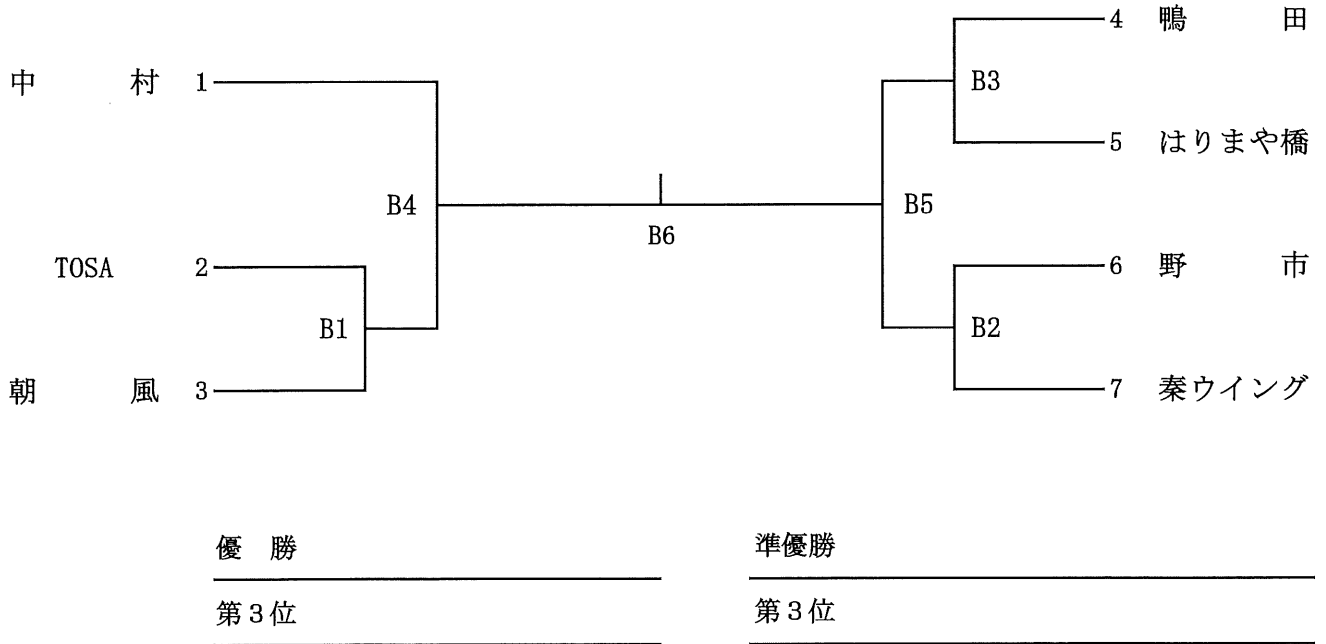 4 鴨 田
中 村 1
B3
5 はりまや橋
B4
B5
B6
TOSA 2
6 野 市
B1
B2
朝 風 3
7 秦ウイング
優 勝
準優勝
第3位
第3位